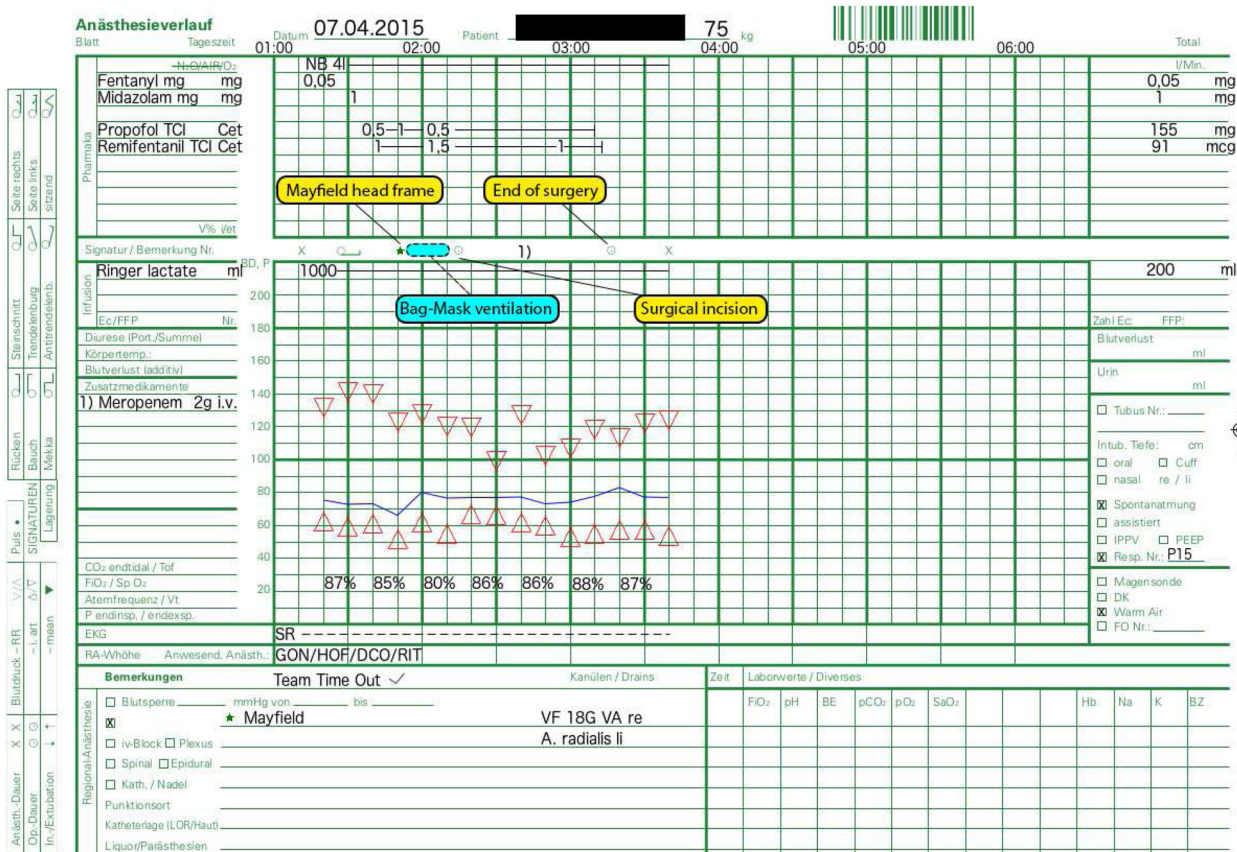 Anästhesieverlauf
Datum 07.04.2015 Patient 75 kg
Blatt Tageszeit 01:00 02:00 03:00 04:00 05:00 06:00 Total
N2O/AIR/O2 NB 4l l/Min.
Fentanyl mg mg 0,05 0,05 mg
Midazolam mg mg 1 1 mg
Propofol TCI Cet 0,5 1 0,5 155 mg
Remifentanil TCI Cet 1 1,5 1 91 mcg
Pharmaka
Mayfield head frame End of surgery
V% i/et
Signatur / Bemerkung Nr. X ★ ⊙ 1) ⊙ X
BD, P
Ringer lactate ml 1000 200 ml
Infusion
200
Bag-Mask ventilation Surgical incision
Ec/FFP Nr. Zahl Ec: FFP:
180
Diurese (Port./Summe) Blutverlust
Körpertemp.: ml
160
Blutverlust (additiv) Urin
Zusatzmedikamente ml
140
1) Meropenem 2g i.v. Tubus Nr.:
120
Intub. Tiefe: cm
100 oral Cuff
nasal re / li
80
X Spontanatmung
60 assistiert
IPPV PEEP
40 X Resp. Nr.: P15
CO2 endtidal / Tof
FiO2 / Sp O2 87% 85% 80% 86% 86% 88% 87% Magensonde
20
Atemfrequenz / Vt DK
P endinsp. / endexsp. X Warm Air
EKG SR FO Nr.:
RA-Whöhe Anwesend. Anästh.: GON/HOF/DCO/RIT
Bemerkungen Team Time Out ✓ Kanülen / Drains Zeit Laborwerte / Diverses
Blutsperre mmHg von bis FiO2 pH BE pCO2 pO2 SaO2 Hb Na K BZ
X ★ Mayfield VF 18G VA re
iv-Block Plexus A. radialis li
Spinal Epidural
Kath. / Nadel
Punktionsort
Katheterlage (LOR/Haut)
Liquor/Parästhesien
Regional-Anästhesie
Seite rechts
Seite links
sitzend
Steinschnitt
Trendelenburg
Antitrendelenb.
Rücken
Bauch
Mekka
Puls •
SIGNATUREN
Lagerung
Blutdruck – RR
– i. art
– mean
Anästh.-Dauer X X
Op.-Dauer ⊙ ⊙
In-/Extubation